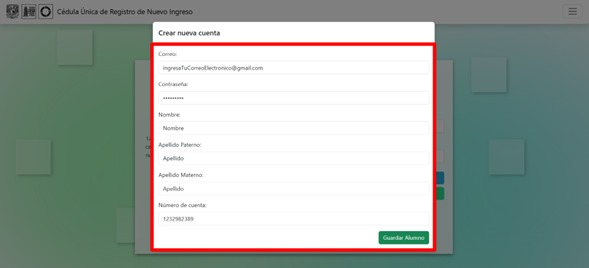 Cédula Única de Registro de Nuevo Ingreso
Crear nueva cuenta
Correo:
ingresaTuCorreoElectronico@gmail.com
Contraseña:
•••••••••
Nombre:
Nombre
Apellido Paterno:
Apellido
Apellido Materno:
Apellido
Número de cuenta:
1232982389
Guardar Alumno